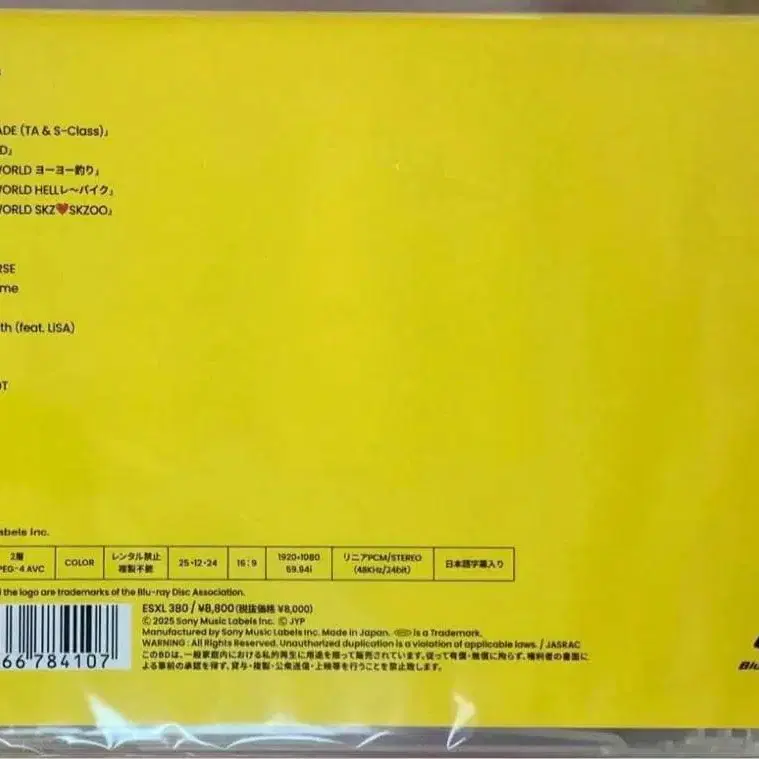 ADE (TA & S-Class)」
D」
WORLD ヨーヨー釣り」
WORLD HELLレ〜バイク」
WORLD SKZ❤SKZOO」
RSE
me
th (feat. LiSA)
OT
abels Inc.
2層
PEG-4 AVC
COLOR
レンタル禁止
複製不能
25・12・24
16:9
1920×1080
59.94i
リニアPCM/STEREO
(48KHz/24bit)
日本語字幕入り
the logo are trademarks of the Blu-ray Disc Association.
ESXL 380 / ¥8,800(税抜価格 ¥8,000)
© 2025 Sony Music Labels Inc. © JYP
Manufactured by Sony Music Labels Inc. Made in Japan. is a Trademark.
WARNING : All Rights Reserved. Unauthorized duplication is a violation of applicable laws. / JASRAC
このBDは、一般家庭内における私的再生に用途を限って販売されています。従って有償・無償に拘らず、権利者の書面に
よる事前の承諾を得ず、貸与・複製・公衆送信・上映等を行うことを禁止致します。
66 784107
Blu